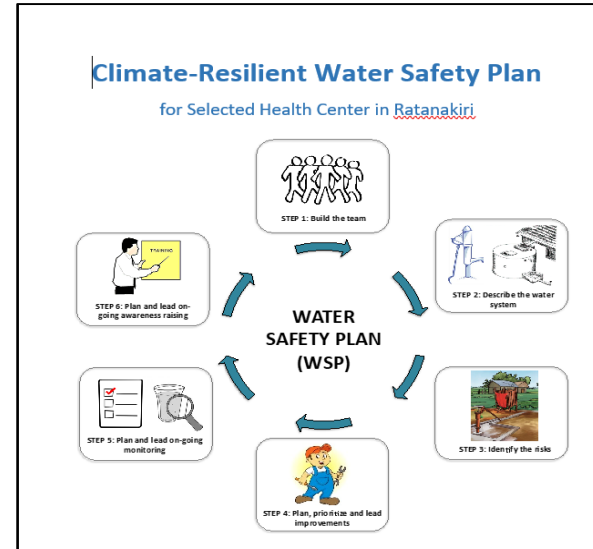 Climate-Resilient Water Safety Plan
for Selected Health Center in Ratanakiri
STEP 1: Build the team
STEP 2: Describe the water
system
STEP 3: Identify the risks
STEP 4: Plan, prioritize and lead
improvements
STEP 5: Plan and lead on-going
monitoring
TRAINING
STEP 6: Plan and lead on-
going awareness raising
WATER
SAFETY PLAN
(WSP)